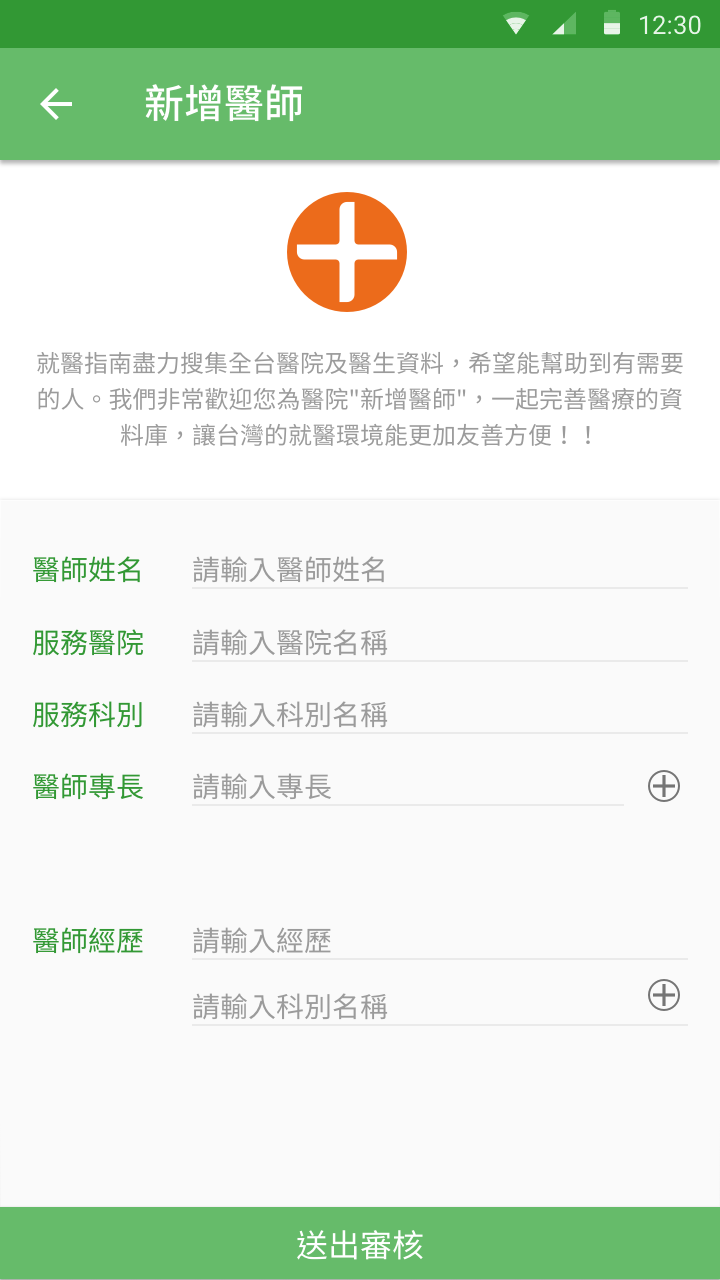 12:30
新增醫師
就醫指南盡力搜集全台醫院及醫生資料，希望能幫助到有需要
的人。我們非常歡迎您為醫院"新增醫師"，一起完善醫療的資
料庫，讓台灣的就醫環境能更加友善方便！！
醫師姓名 請輸入醫師姓名
服務醫院 請輸入醫院名稱
服務科別 請輸入科別名稱
醫師專長 請輸入專長
醫師經歷 請輸入經歷
請輸入科別名稱
送出審核